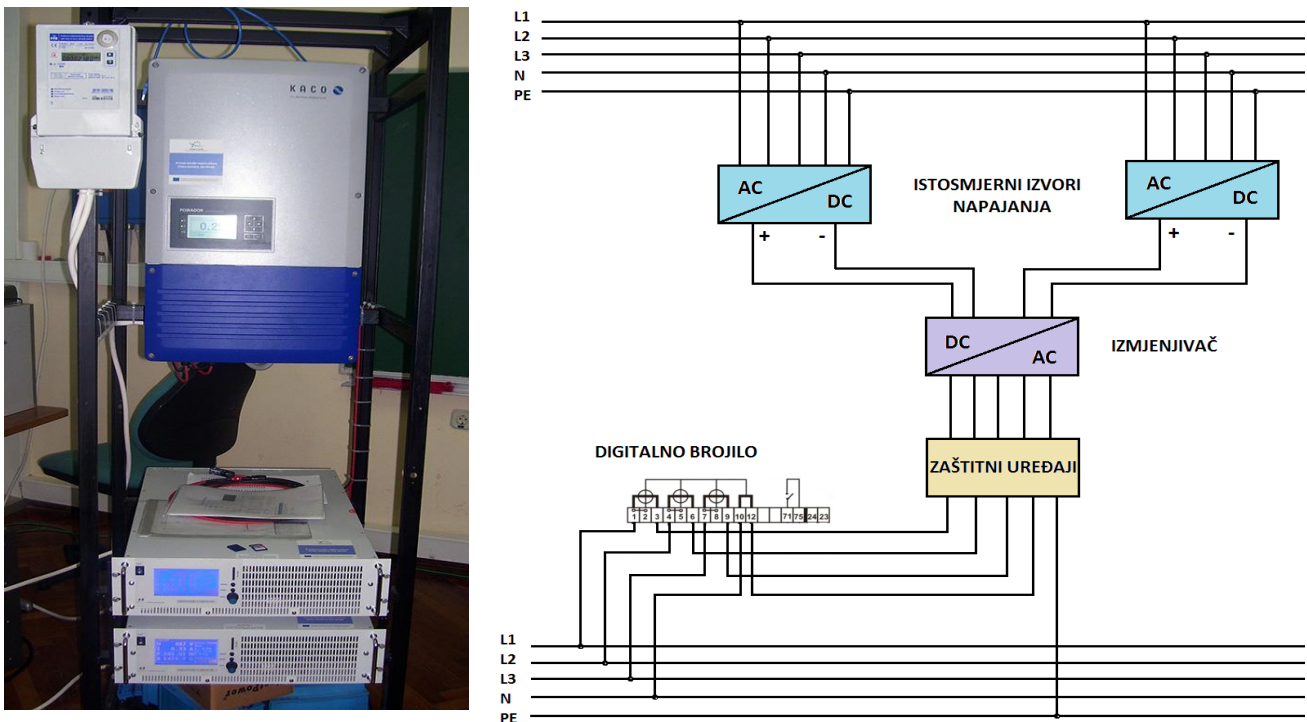 KACO
POWADOR
L1
L2
L3
N
PE
AC
DC
AC
DC
ISTOSMJERNI IZVORI
NAPAJANJA
+
-
+
-
DC
AC
IZMJENJIVAČ
DIGITALNO BROJILO
ZAŠTITNI UREĐAJI
1 2 3 4 5 6 7 8 9 10 12 71 75 24 23
L1
L2
L3
N
PE